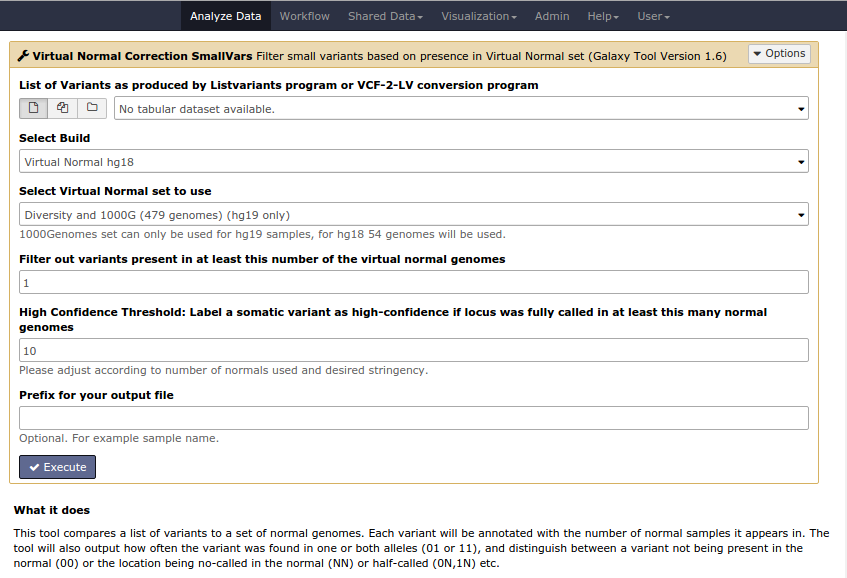 Analyze Data Workflow Shared Data Visualization Admin Help User
Virtual Normal Correction SmallVars Filter small variants based on presence in Virtual Normal set (Galaxy Tool Version 1.6) Options
List of Variants as produced by Listvariants program or VCF-2-LV conversion program
No tabular dataset available.
Select Build
Virtual Normal hg18
Select Virtual Normal set to use
Diversity and 1000G (479 genomes) (hg19 only)
1000Genomes set can only be used for hg19 samples, for hg18 54 genomes will be used.
Filter out variants present in at least this number of the virtual normal genomes
1
High Confidence Threshold: Label a somatic variant as high-confidence if locus was fully called in at least this many normal
genomes
10
Please adjust according to number of normals used and desired stringency.
Prefix for your output file
Optional. For example sample name.
Execute
What it does
This tool compares a list of variants to a set of normal genomes. Each variant will be annotated with the number of normal samples it appears in. The
tool will also output how often the variant was found in one or both alleles (01 or 11), and distinguish between a variant not being present in the
normal (00) or the location being no-called in the normal (NN) or half-called (0N,1N) etc.